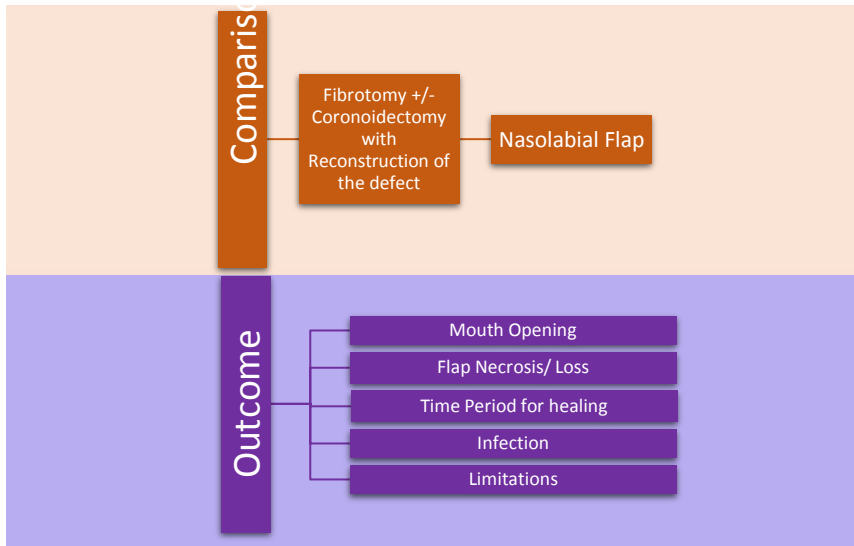 Compariso
Fibrotomy +/-
Coronoidectomy
with
Reconstruction of
the defect
Nasolabial Flap
Outcome
Mouth Opening
Flap Necrosis/ Loss
Time Period for healing
Infection
Limitations